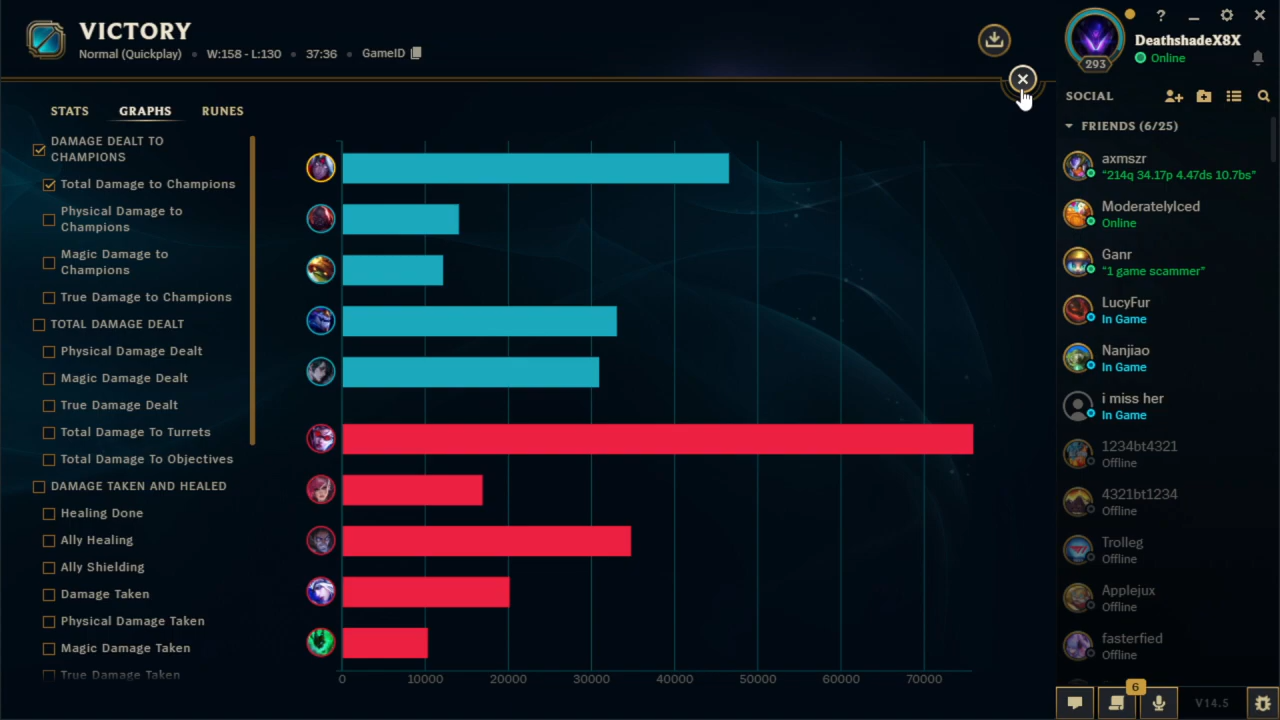 VICTORY
Normal (Quickplay) • W:158 - L:130 • 37:36 • GameID
STATS GRAPHS RUNES
DAMAGE DEALT TO
CHAMPIONS
Total Damage to Champions
Physical Damage to
Champions
Magic Damage to
Champions
True Damage to Champions
TOTAL DAMAGE DEALT
Physical Damage Dealt
Magic Damage Dealt
True Damage Dealt
Total Damage To Turrets
Total Damage To Objectives
DAMAGE TAKEN AND HEALED
Healing Done
Ally Healing
Ally Shielding
Damage Taken
Physical Damage Taken
Magic Damage Taken
True Damage Taken
0 10000 20000 30000 40000 50000 60000 70000
?
DeathshadeX8X
293
Online
SOCIAL
FRIENDS (6/25)
axmszr
"214q 34.17p 4.47ds 10.7bs"
ModeratelyIced
Online
Ganr
"1 game scammer"
LucyFur
In Game
Nanjiao
In Game
i miss her
In Game
1234bt4321
Offline
4321bt1234
Offline
Trolleg
Offline
Applejux
Offline
fasterfied
Offline
6
V14.5